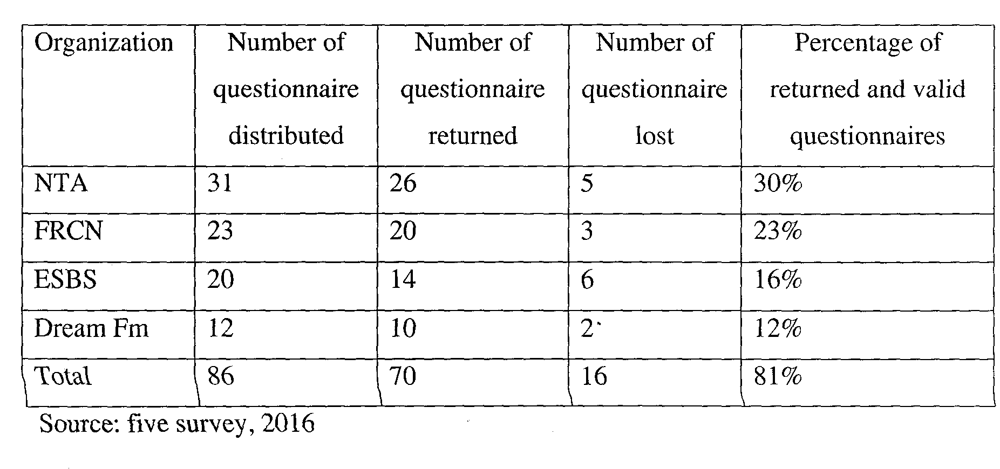 Organization Number of Number of Number of Percentage of
questionnaire questionnaire questionnaire returned and valid
distributed returned lost questionnaires
NTA 31 26 5 30%
FRCN 23 20 3 23%
ESBS 20 14 6 16%
Dream Fm 12 10 2 12%
Total 86 70 16 81%
Source: five survey, 2016